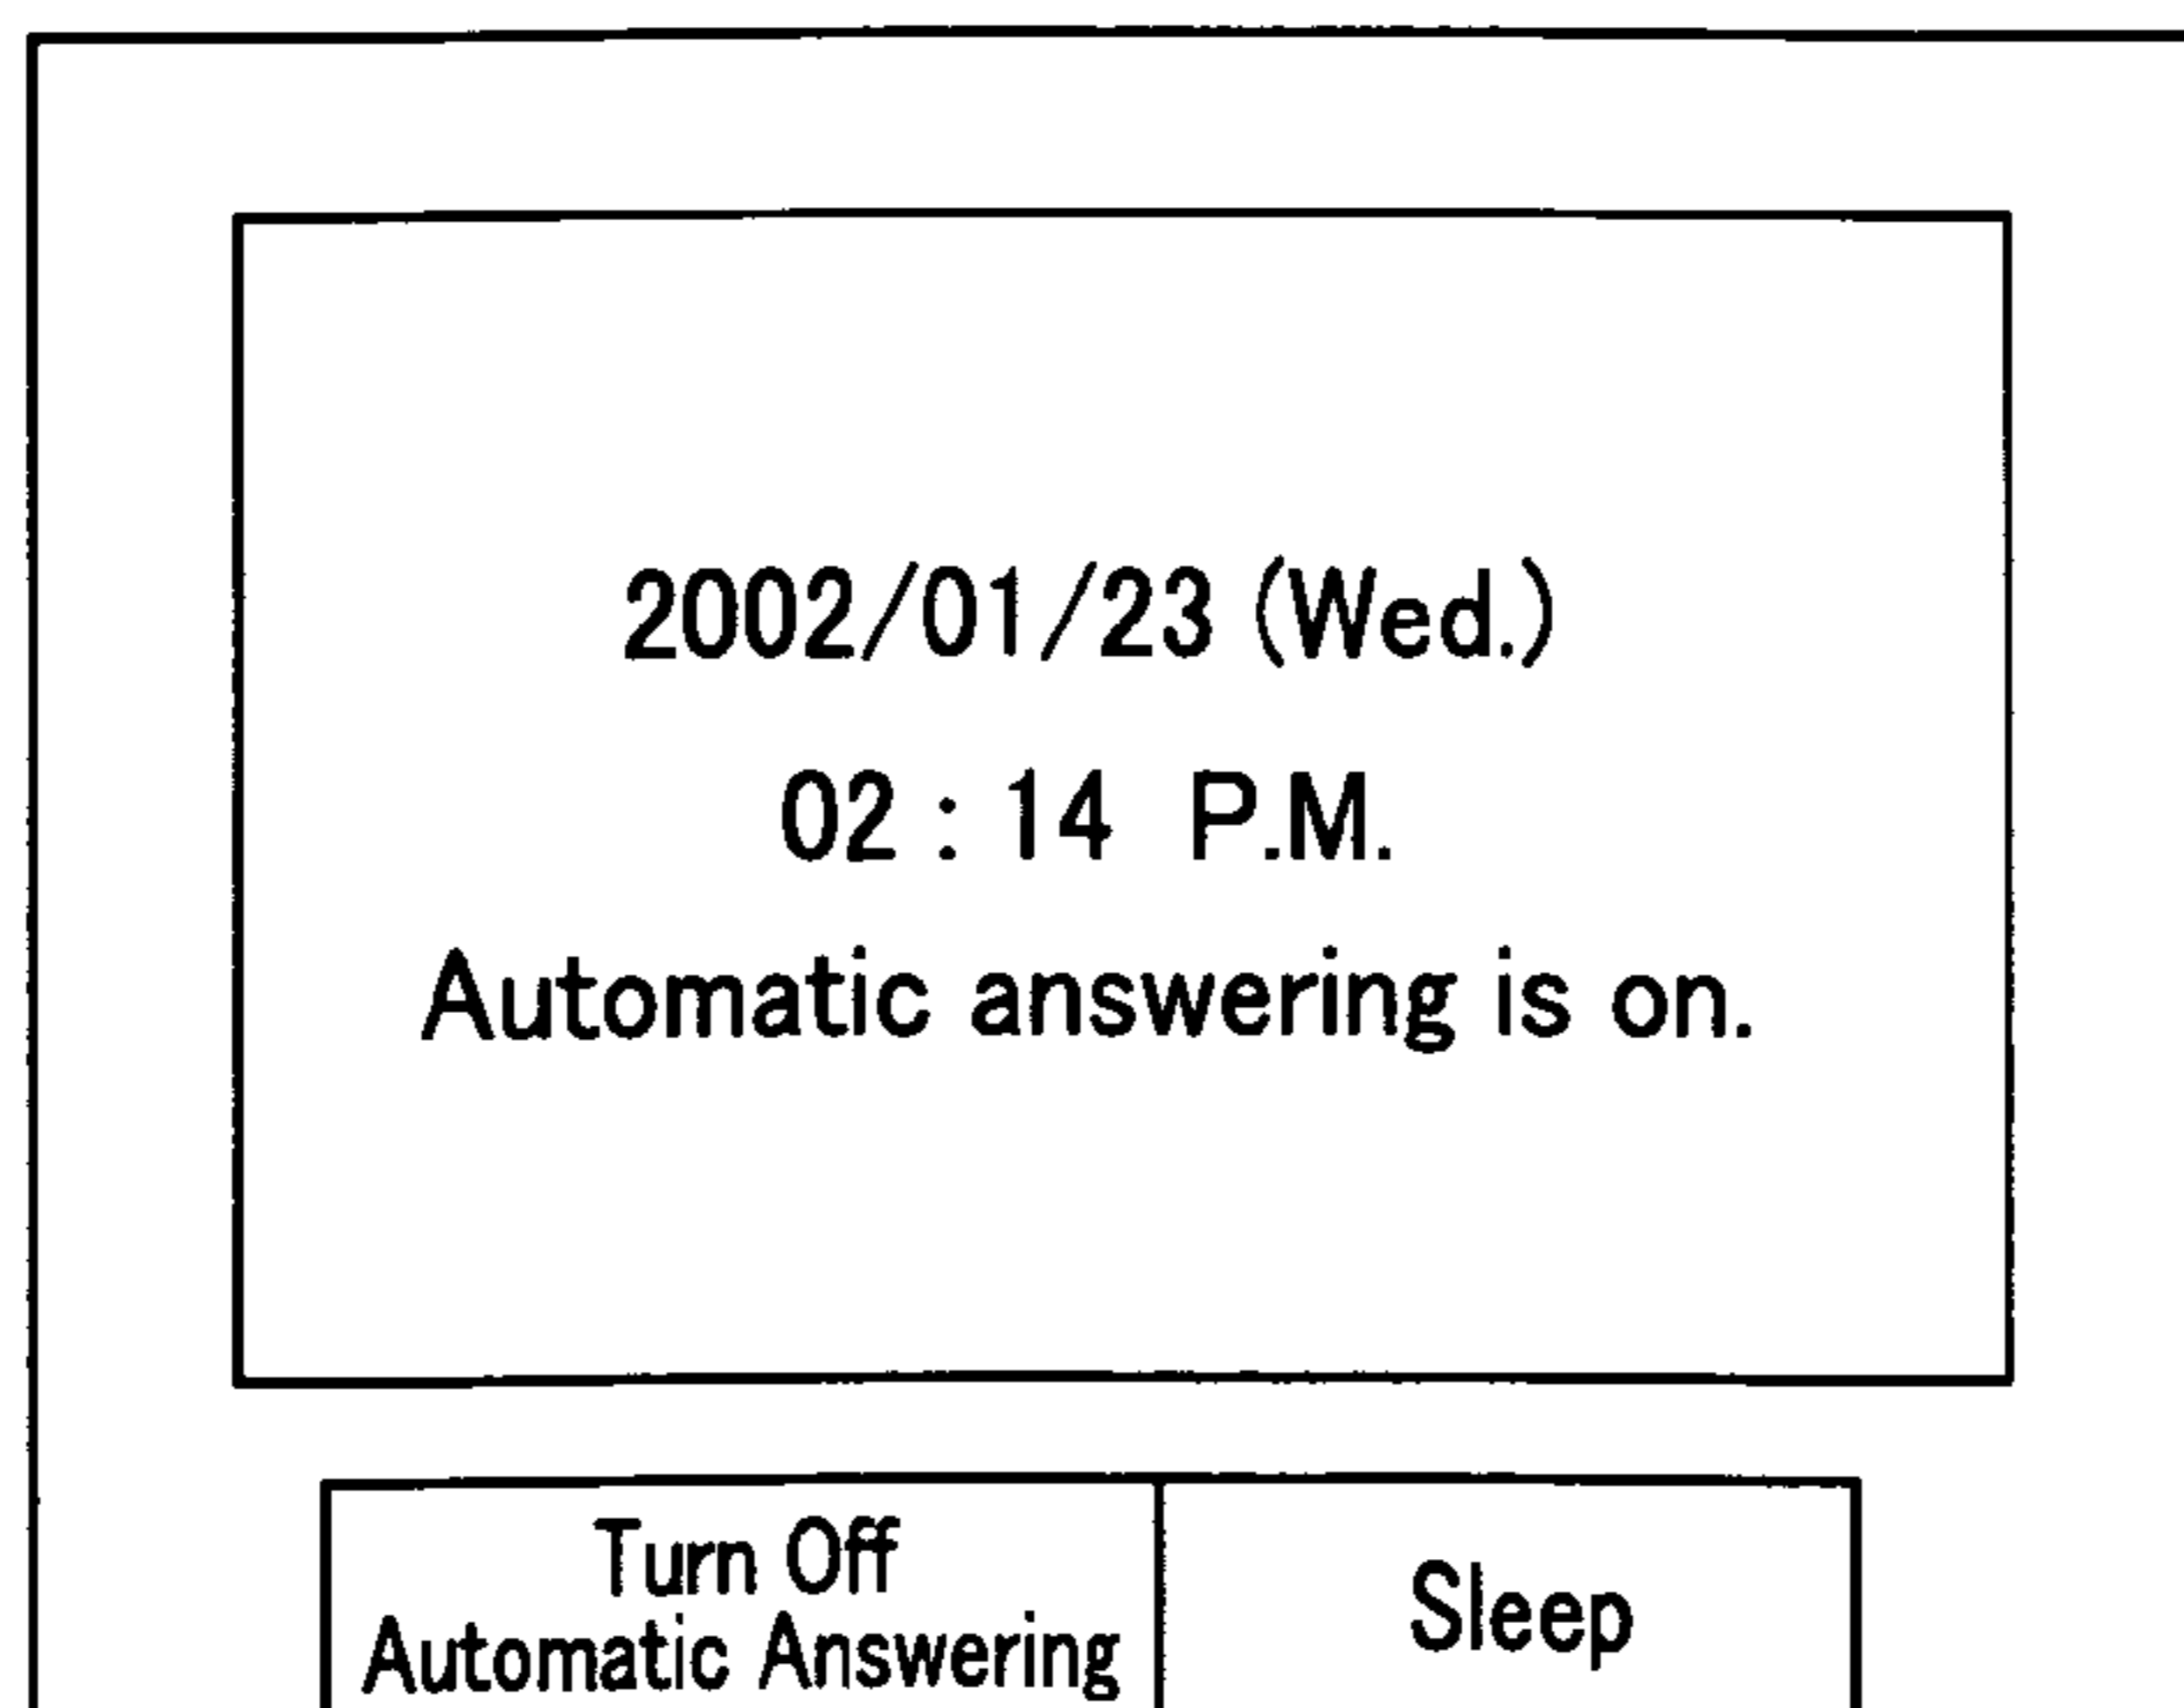 2002/01/23 (Wed.)
02 : 14 P.M.
Automatic answering is on.
Turn Off
Automatic Answering
Sleep